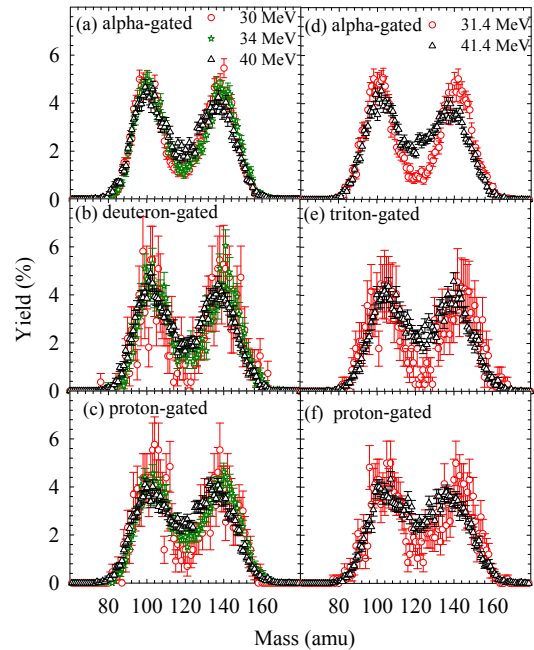 (a) alpha-gated
30 MeV
34 MeV
40 MeV
(d) alpha-gated
31.4 MeV
41.4 MeV
6
4
2
0
(b) deuteron-gated
(e) triton-gated
6
4
2
0
Yield (%)
(c) proton-gated
(f) proton-gated
6
4
2
0
80 100 120 140 160
80 100 120 140 160
Mass (amu)